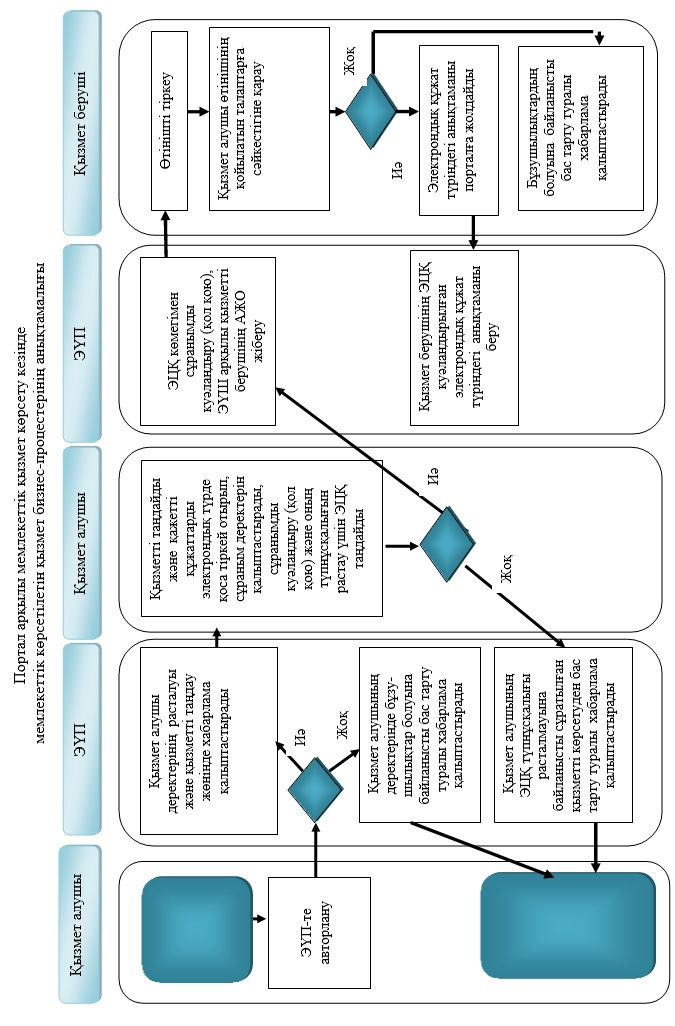 Портал арқылы мемлекеттік қызмет көрсету кезінде
мемлекеттік көрсетілетін қызмет бизнес-процестерінің анықтамалығы
Қызмет алушы
ЭҮП
Қызмет алушы
ЭҮП
Қызмет беруші
ЭҮП-те
авторлану
Қызмет алушы
деректерінің расталуы
және қызметті таңдау
жөнінде хабарлама
қалыптастырады
Иә
Жоқ
Қызмет алушының
деректерінде бұзу-
шылықтар болуына
байланысты бас тарту
туралы хабарлама
қалыптастырады
Қызмет алушының
ЭЦҚ түпнұсқалығы
расталмауына
байланысты сұратылған
қызметті көрсетуден бас
тарту туралы хабарлама
қалыптастырады
Қызметті таңдайды
және қажетті
құжаттарды
электрондық түрде
қоса тіркей отырып,
сұраным деректерін
қалыптастырады,
сұранымды
куәландыру (қол
қою) және оның
түпнұсқалығын
растау үшін ЭЦҚ
таңдайды
Иә
Жоқ
ЭЦҚ көмегімен
сұранымды
куәландыру (қол қою),
ЭҮШ арқылы қызметті
берушінің АЖО
жіберу
Қызмет берушінің ЭЦҚ
куәландырылған
электрондық құжат
түріндегі анықтаманы
беру
Өтінішті тіркеу
Қызмет алушы өтінішінің
қойылатын талаптарға
сәйкестігіне қарау
Жоқ
Иә
Электрондық құжат
түріндегі анықтаманы
порталға жолдайды
Бұзушылықтардың
болуына байланысты
бас тарту туралы
хабарлама
қалыптастырады